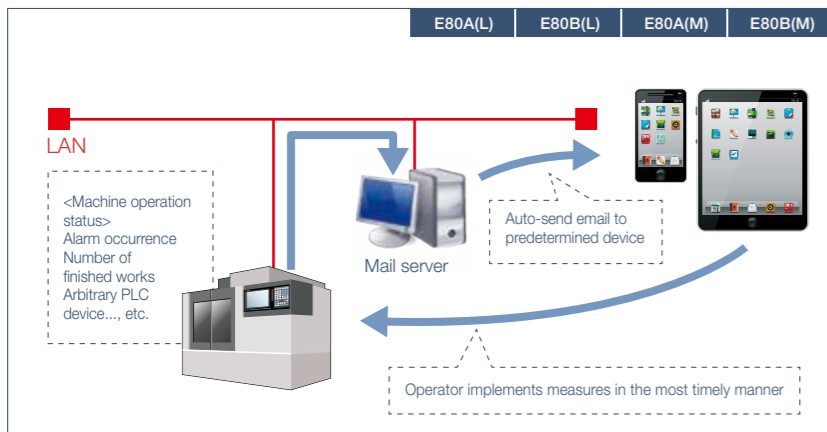 E80A(L) E80B(L) E80A(M) E80B(M)
LAN
<Machine operation
status>
Alarm occurrence
Number of
finished works
Arbitrary PLC
device..., etc.
Mail server
Auto-send email to
predetermined device
Operator implements measures in the most timely manner